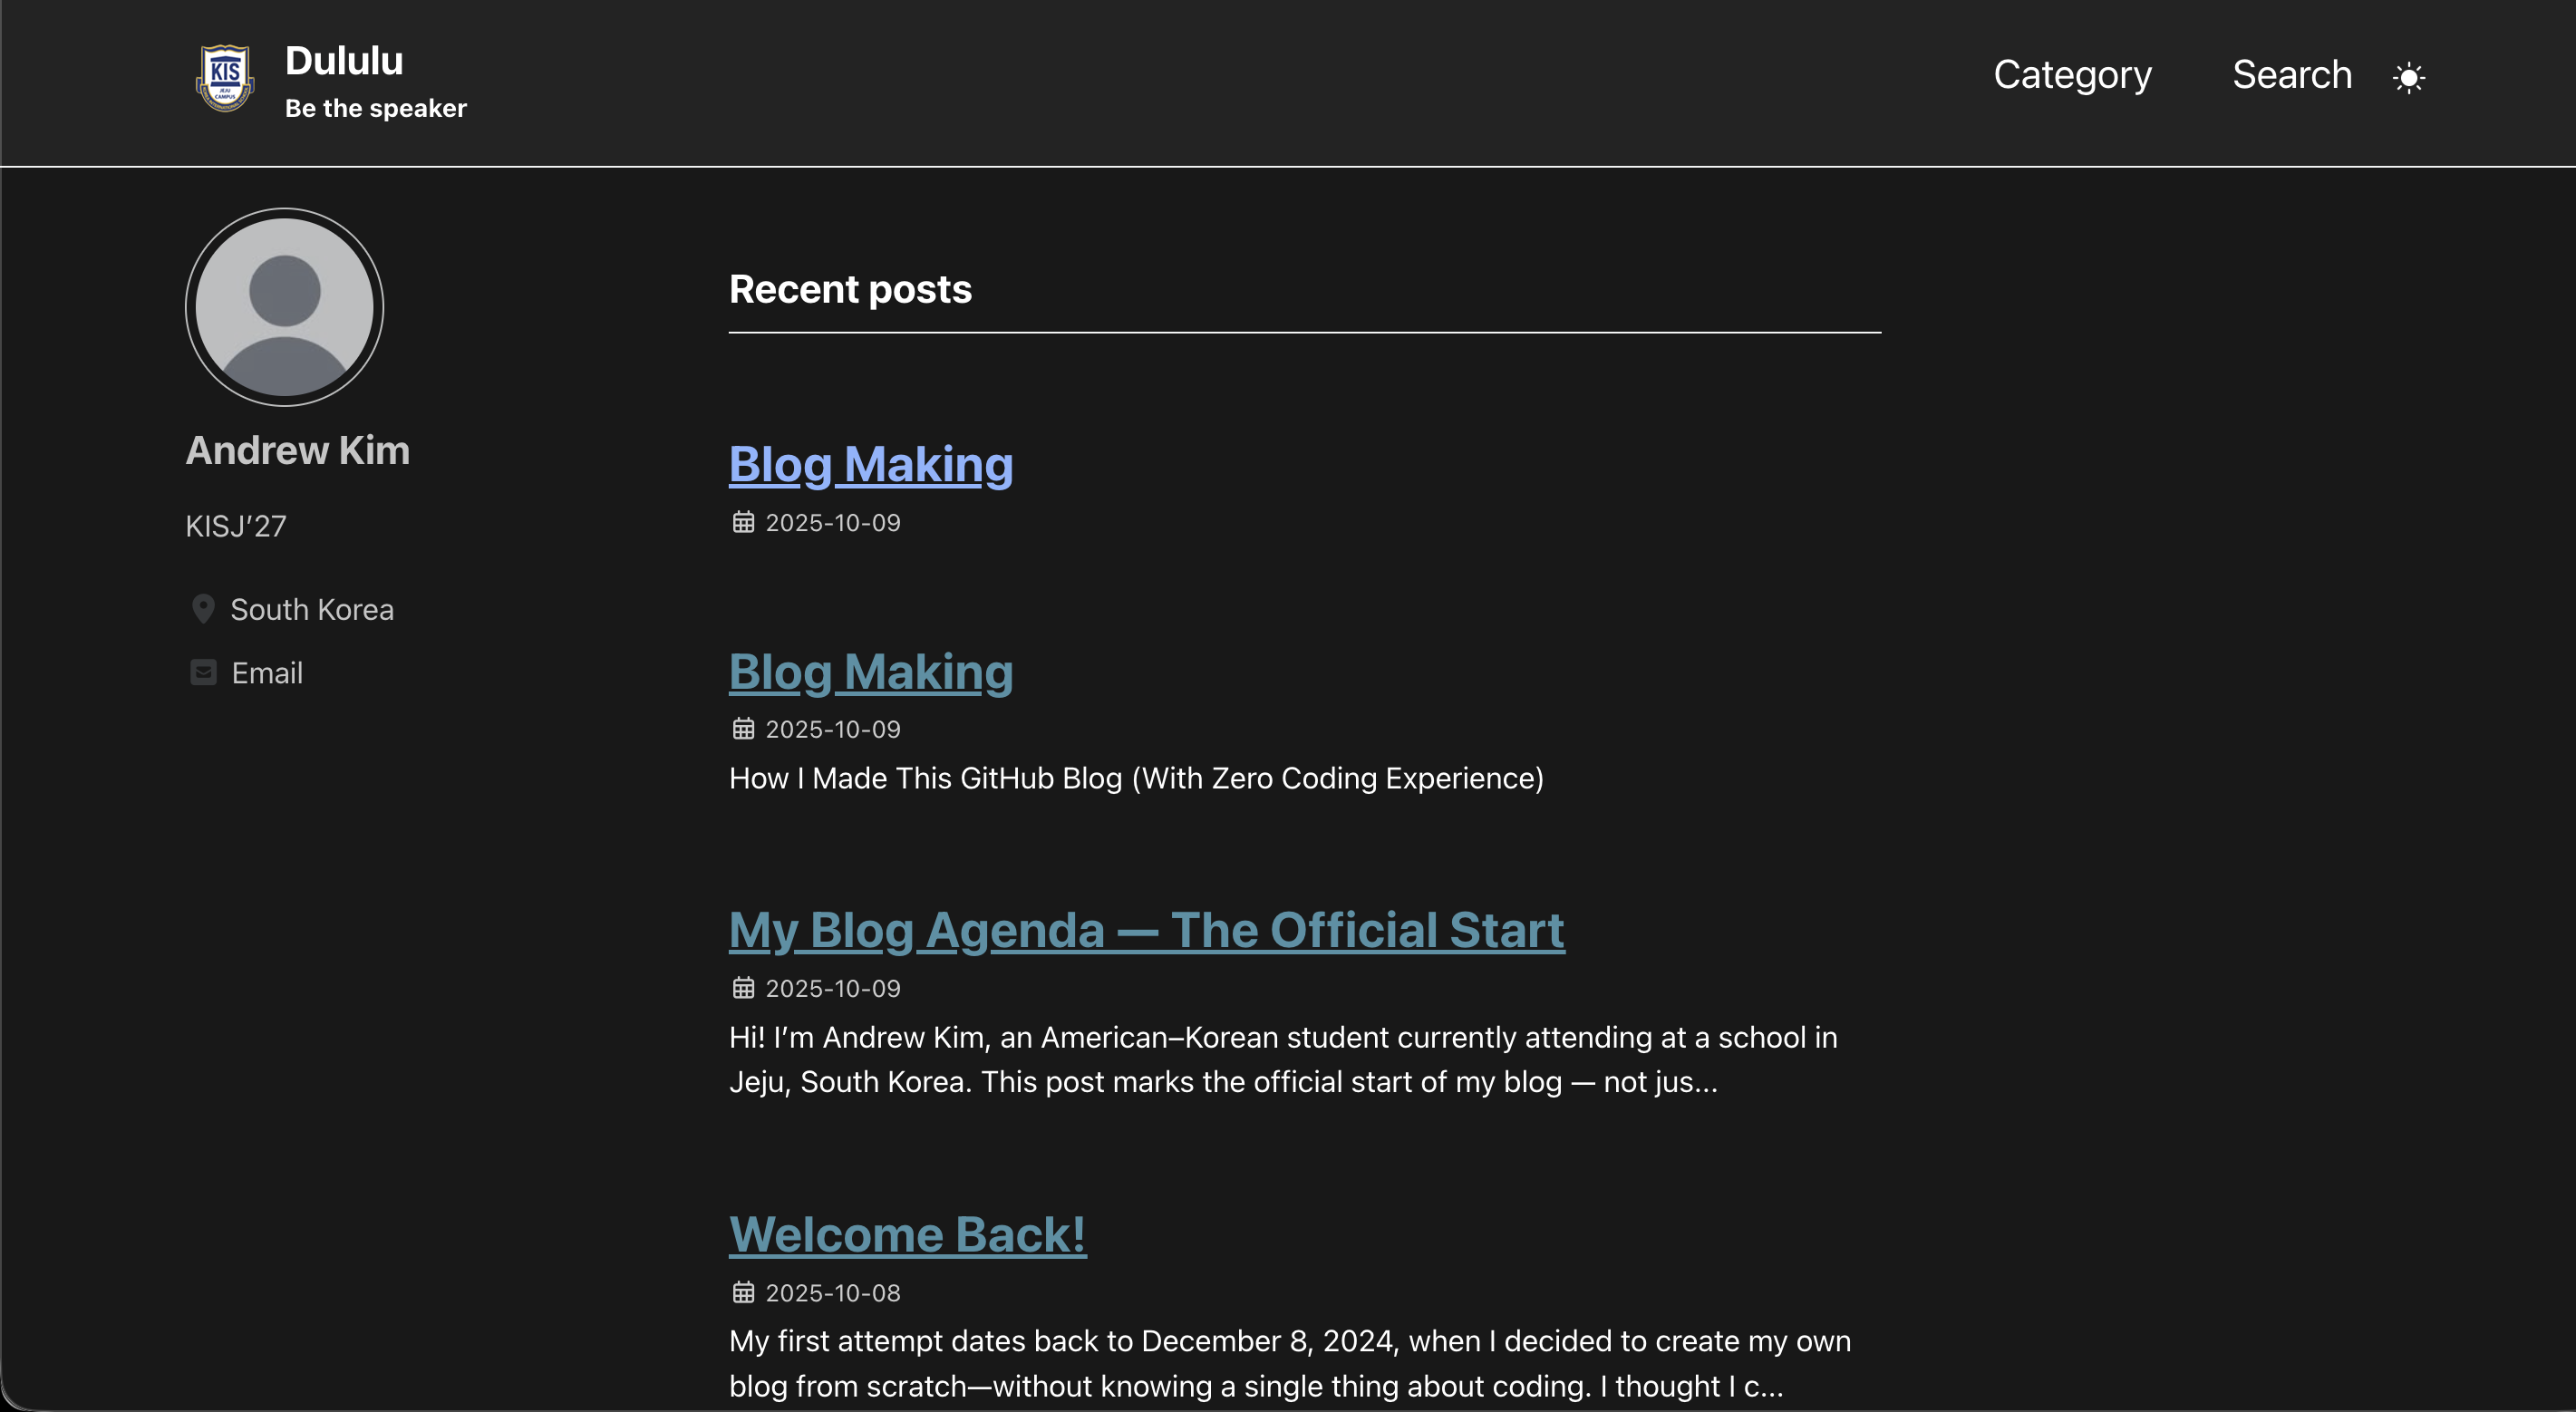 KIS
JEJU
CAMPUS
Dululu
Be the speaker
Category
Search
Andrew Kim
KISJ’27
South Korea
Email
Recent posts
Blog Making
2025-10-09
Blog Making
2025-10-09
How I Made This GitHub Blog (With Zero Coding Experience)
My Blog Agenda — The Official Start
2025-10-09
Hi! I’m Andrew Kim, an American–Korean student currently attending at a school in
Jeju, South Korea. This post marks the official start of my blog — not jus...
Welcome Back!
2025-10-08
My first attempt dates back to December 8, 2024, when I decided to create my own
blog from scratch—without knowing a single thing about coding. I thought I c...